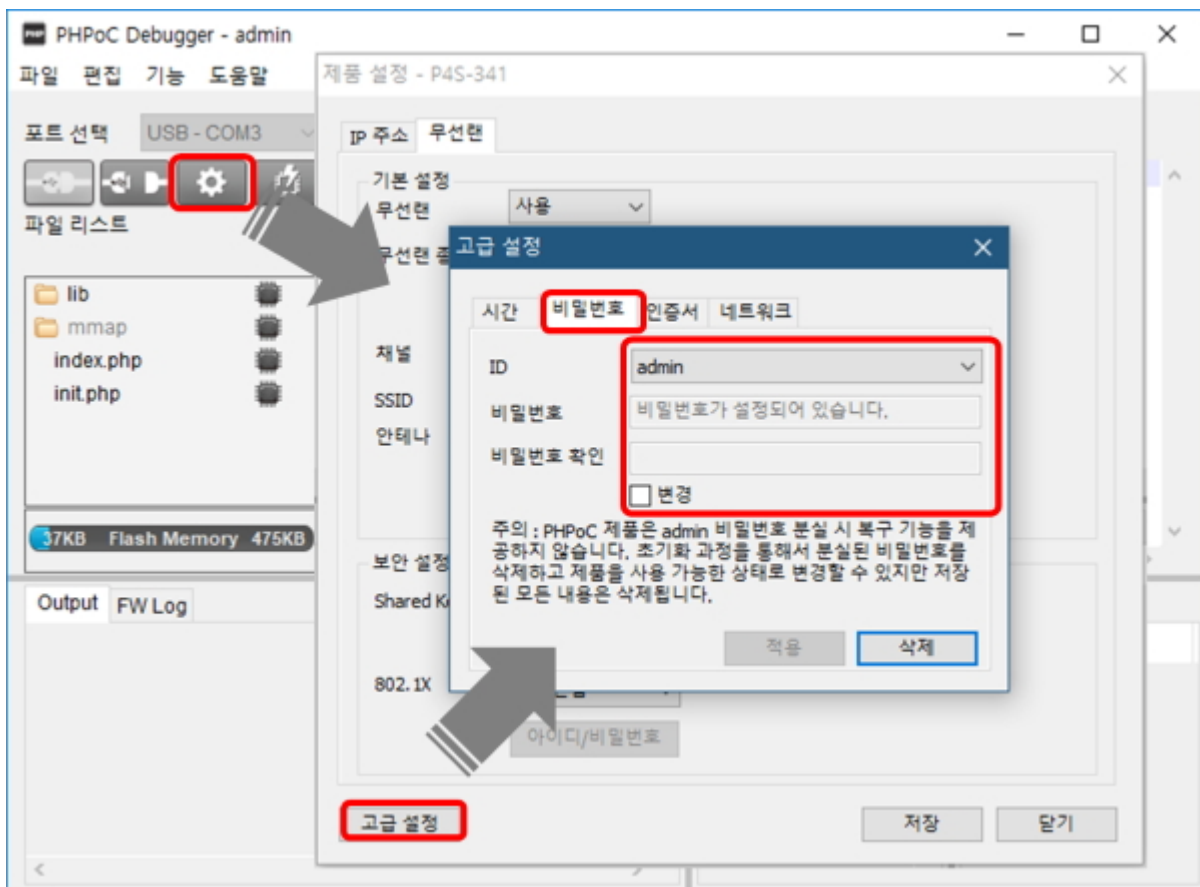 PHPoC Debugger - admin
파일 편집 기능 도움말
포트 선택 USB - COM3
파일 리스트
lib
mmap
index.php
init.php
37KB Flash Memory 475KB
Output FW Log
제품 설정 - P4S-341
IP 주소 무선랜
기본 설정
무선랜 사용
무선랜
채널
SSID
안테나
보안 설정
Shared
802.1X
아이디/비밀번호
고급 설정 저장 닫기
고급 설정
시간 비밀번호 인증서 네트워크
ID admin
비밀번호 비밀번호가 설정되어 있습니다.
비밀번호 확인
변경
주의 : PHPoC 제품은 admin 비밀번호 분실 시 복구 기능을 제
공하지 않습니다. 초기화 과정을 통해서 분실된 비밀번호를
삭제하고 제품을 사용 가능한 상태로 변경할 수 있지만 저장
된 모든 내용은 삭제됩니다.
적용 삭제